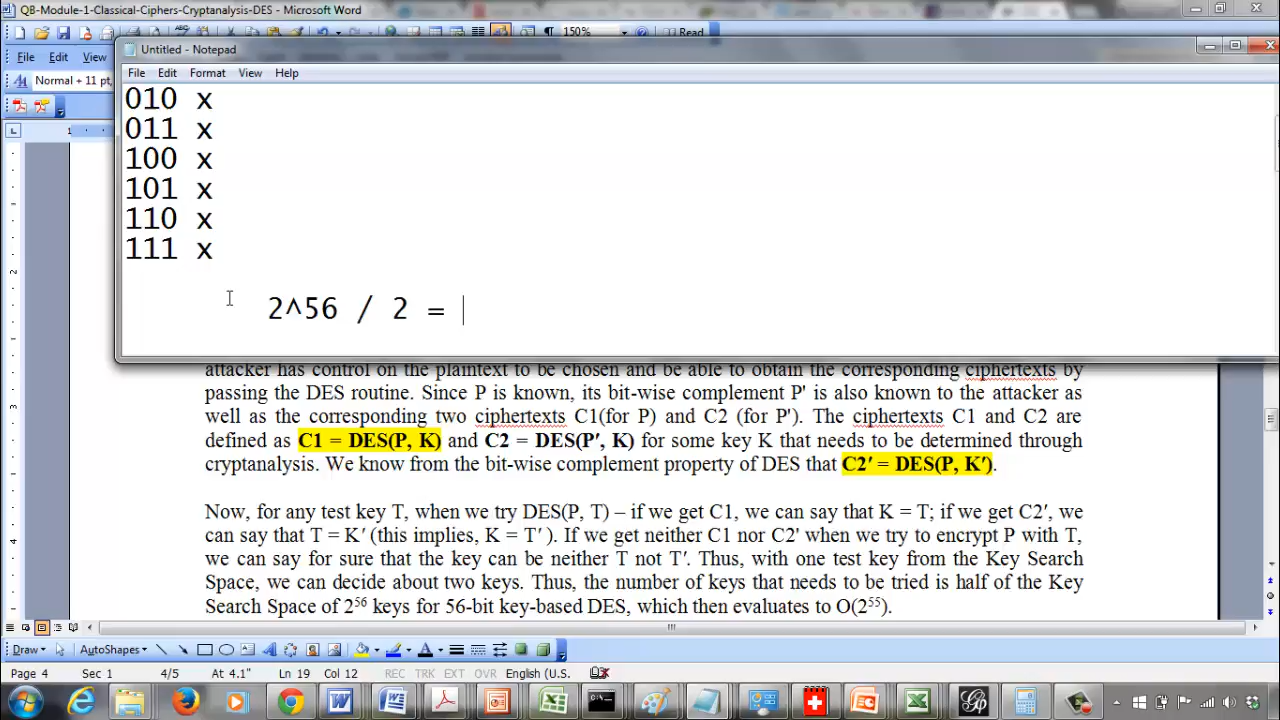 QB-Module-1-Classical-Ciphers-Cryptanalysis-DES - Microsoft Word
150%
Read
Untitled - Notepad
File Edit View
File Edit Format View Help
Normal + 11 pt,
010 x
011 x
100 x
101 x
110 x
111 x
2^56 / 2 =
attacker has control on the plaintext to be chosen and be able to obtain the corresponding ciphertexts by
passing the DES routine. Since P is known, its bit-wise complement P' is also known to the attacker as
well as the corresponding two ciphertexts C1(for P) and C2 (for P'). The ciphertexts C1 and C2 are
defined as C1 = DES(P, K) and C2 = DES(P′, K) for some key K that needs to be determined through
cryptanalysis. We know from the bit-wise complement property of DES that C2′ = DES(P, K′).
Now, for any test key T, when we try DES(P, T) – if we get C1, we can say that K = T; if we get C2′, we
can say that T = K′ (this implies, K = T′ ). If we get neither C1 nor C2' when we try to encrypt P with T,
we can say for sure that the key can be neither T not T′. Thus, with one test key from the Key Search
Space, we can decide about two keys. Thus, the number of keys that needs to be tried is half of the Key
Search Space of 2⁵⁶ keys for 56-bit key-based DES, which then evaluates to O(2⁵⁵).
Draw AutoShapes
Page 4 Sec 1 4/5 At 4.1" Ln 19 Col 12 REC TRK EXT OVR English (U.S.